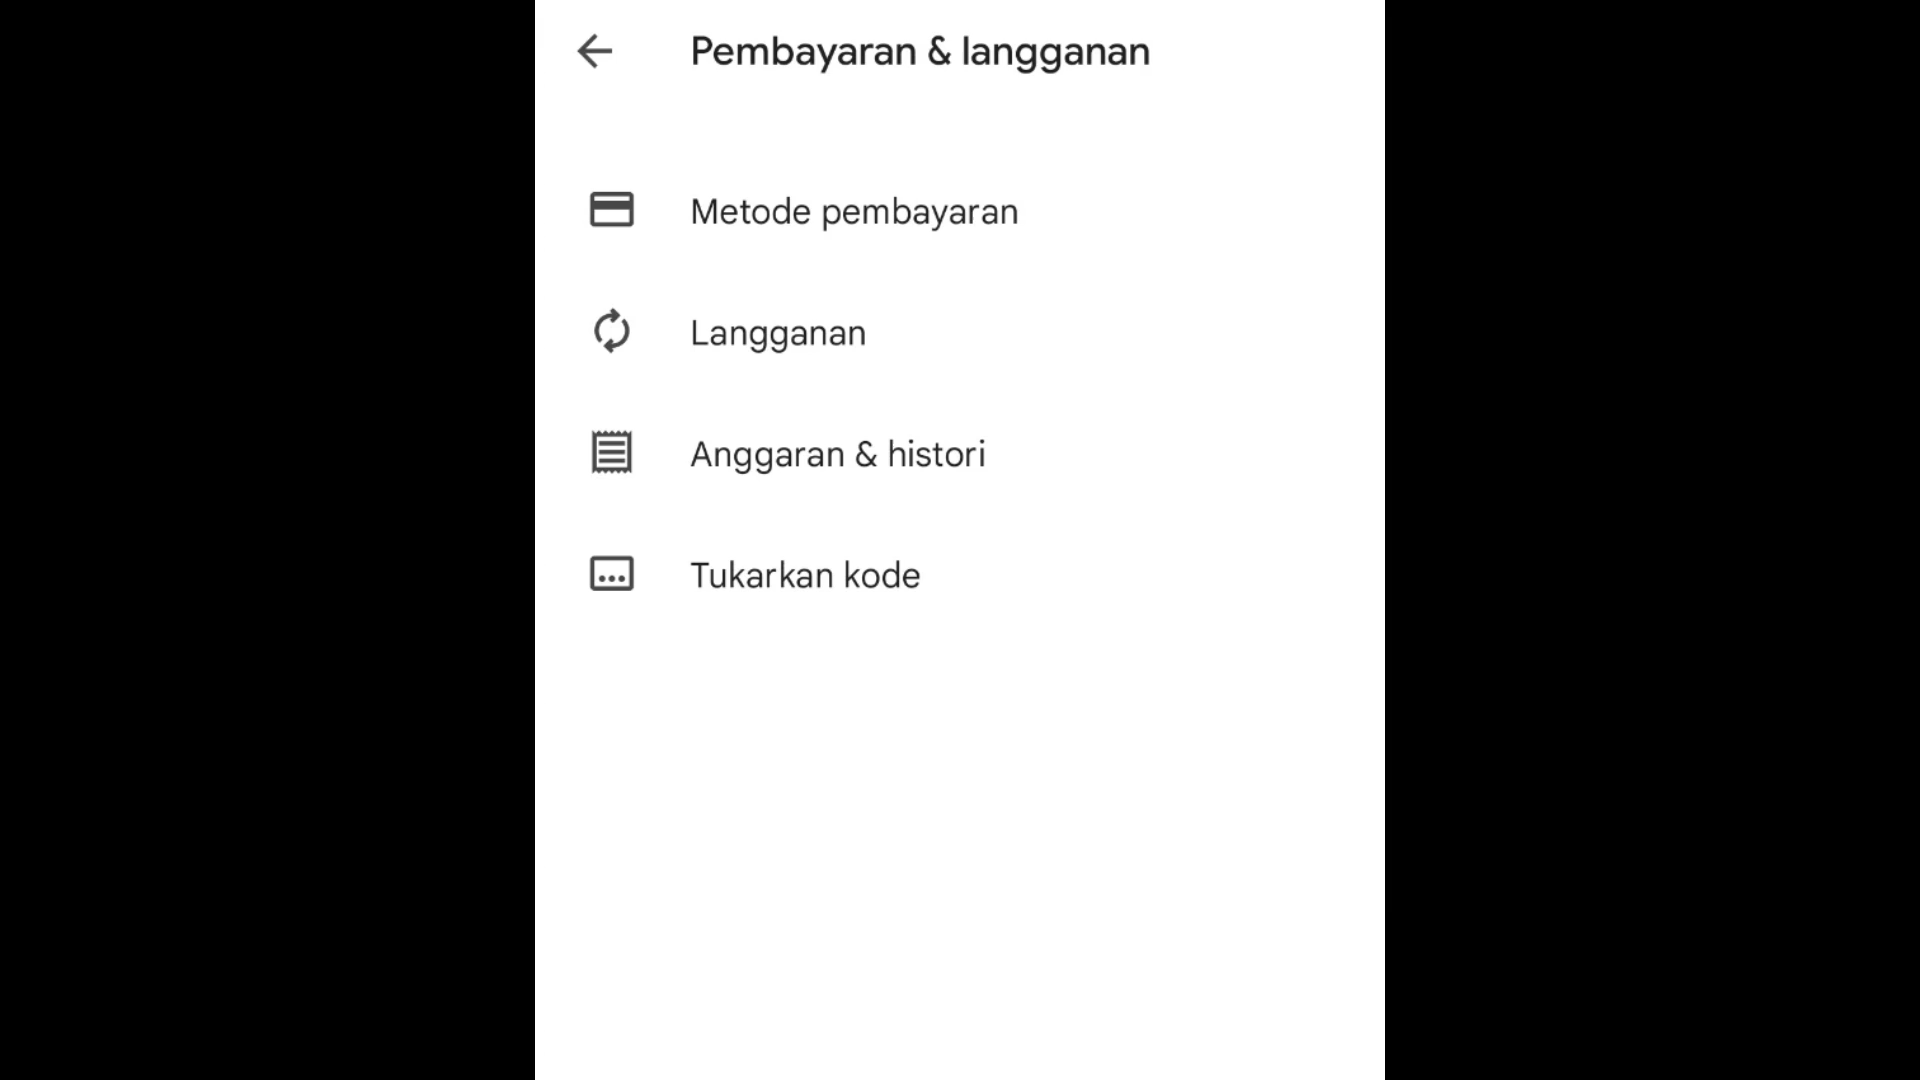 Pembayaran & langganan
Metode pembayaran
Langganan
Anggaran & histori
Tukarkan kode